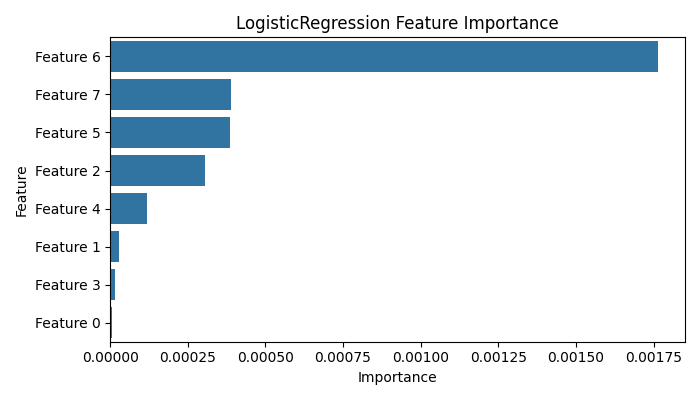 LogisticRegression Feature Importance
Feature
Feature 6
Feature 7
Feature 5
Feature 2
Feature 4
Feature 1
Feature 3
Feature 0
0.00000 0.00025 0.00050 0.00075 0.00100 0.00125 0.00150 0.00175
Importance